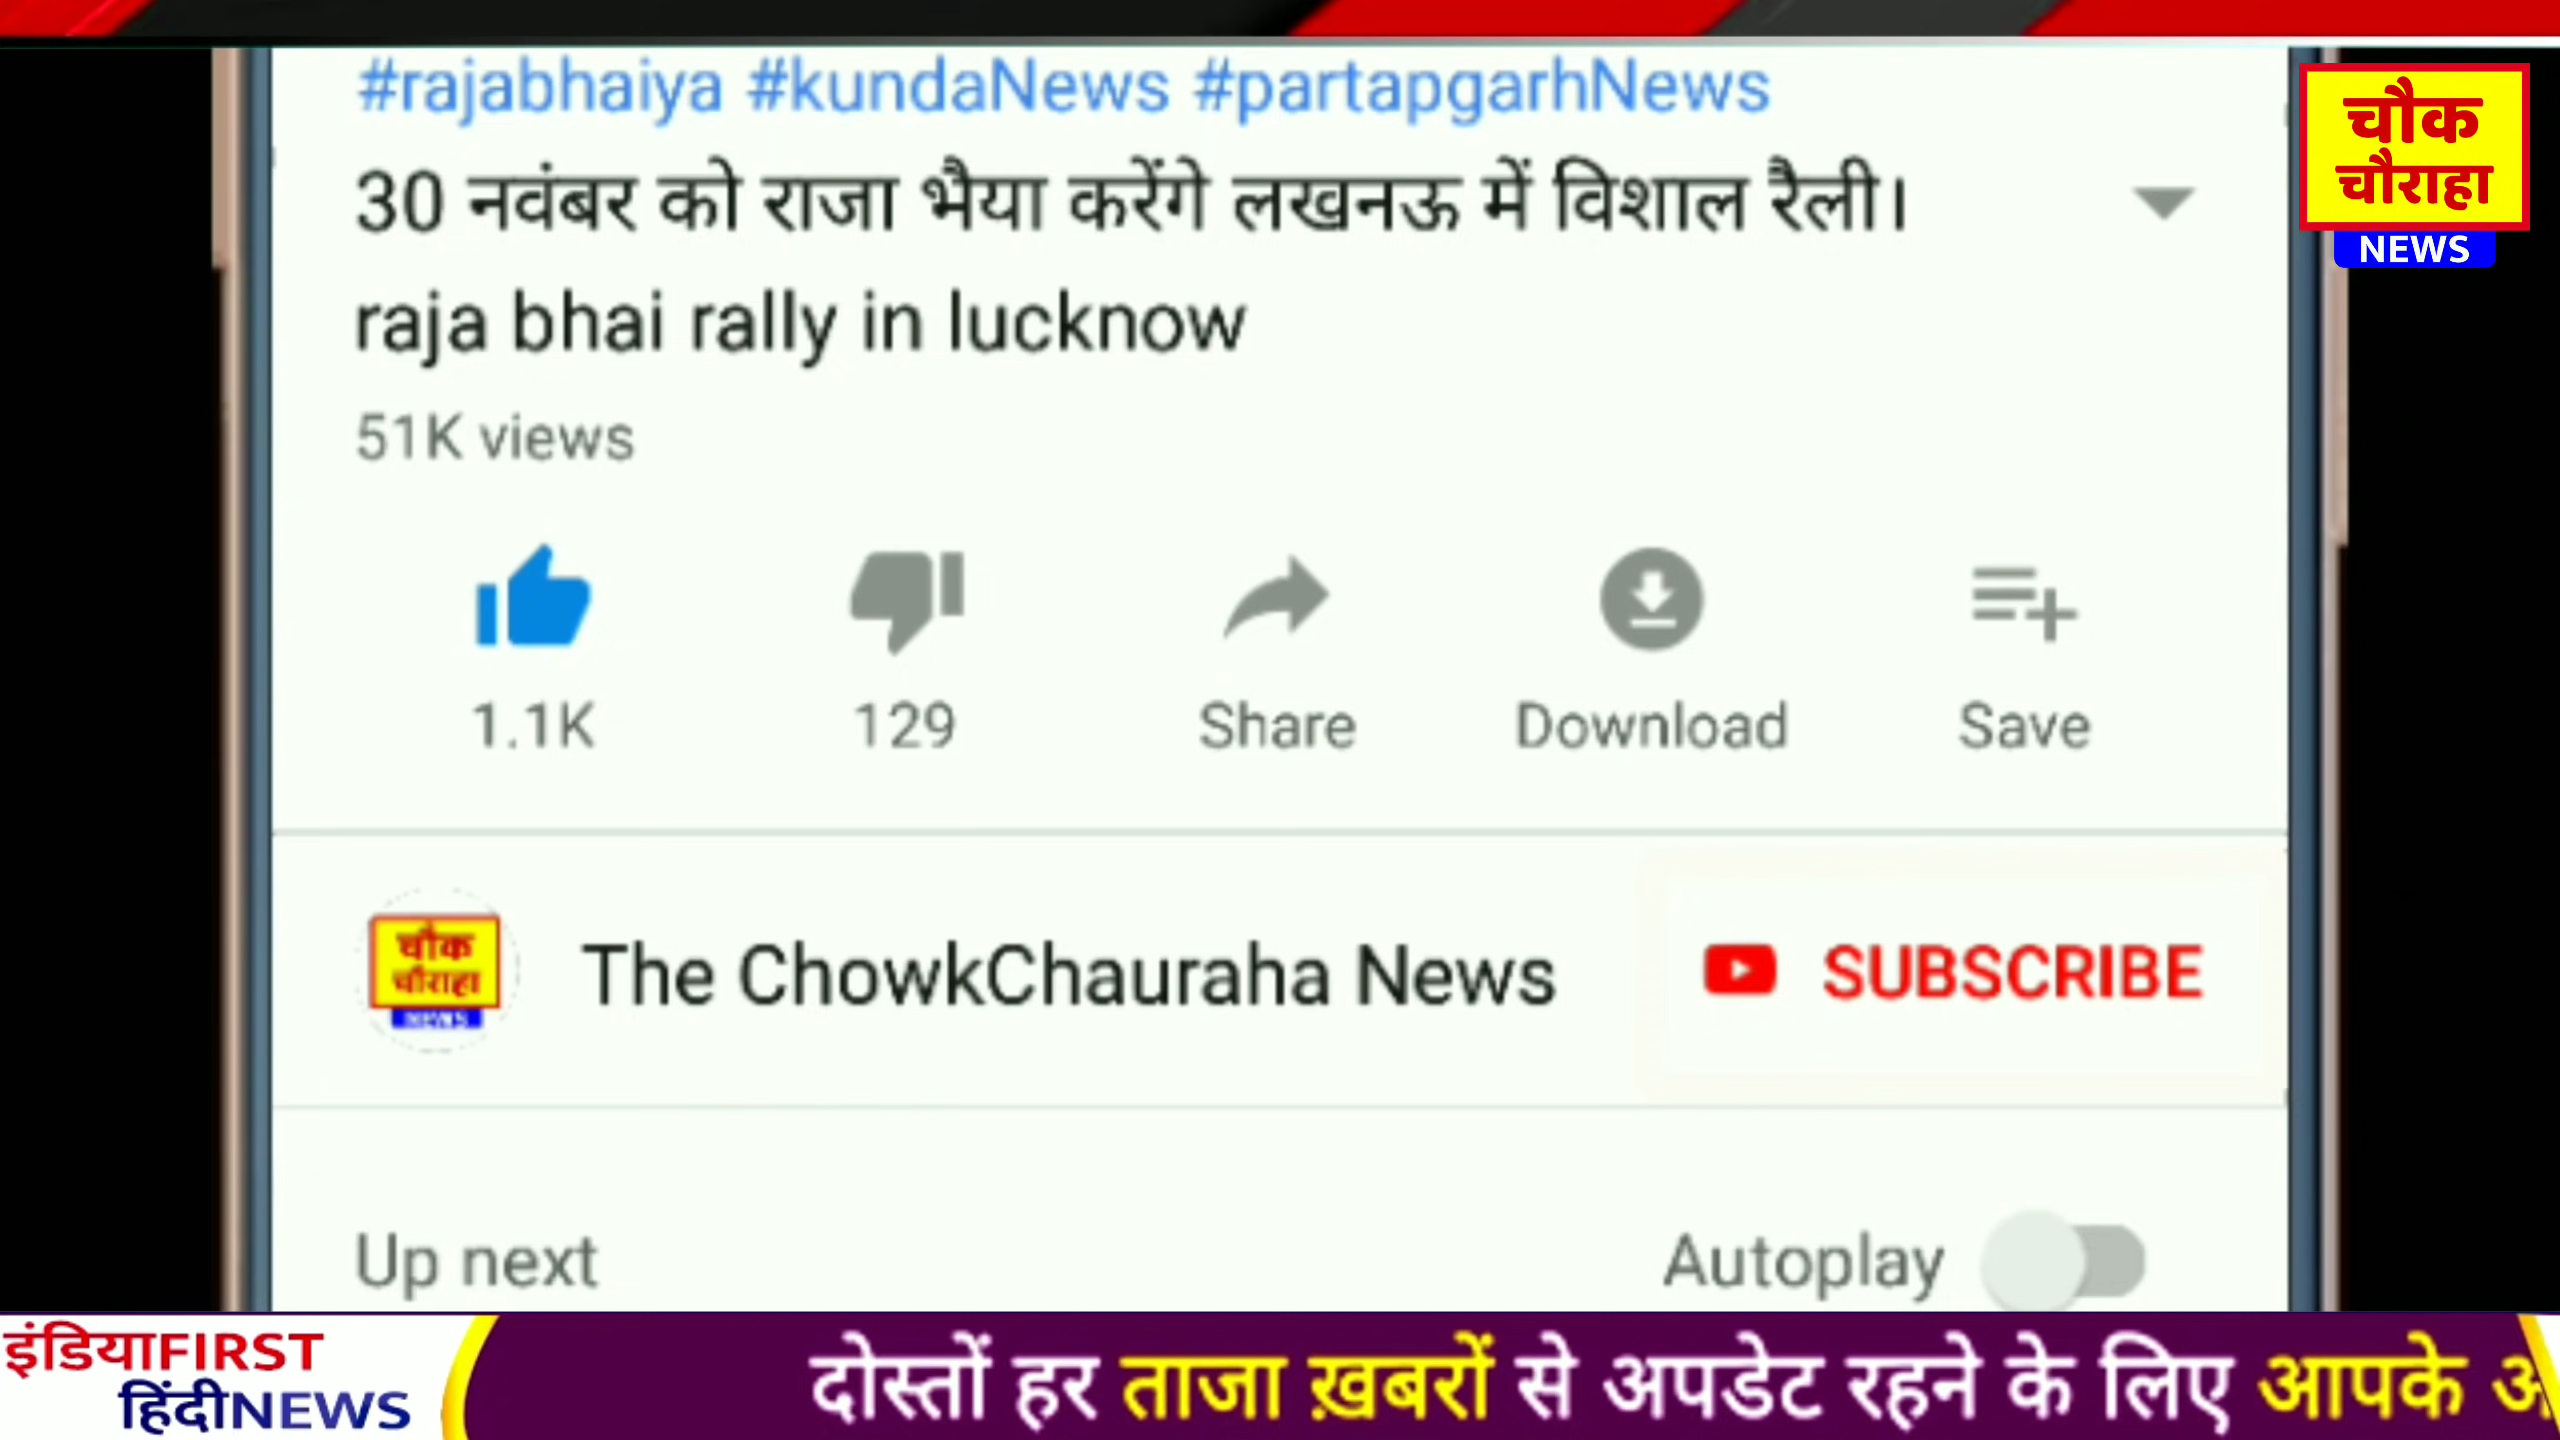 #rajabhaiya #kundaNews #partapgarhNews
30 नवंबर को राजा भैया करेंगे लखनऊ में विशाल रैली।
raja bhai rally in lucknow
51K views
1.1K 129 Share Download Save
चौक
चौराहा
NEWS
चौक
चौराहा
NEWS
The ChowkChauraha News SUBSCRIBE
Up next Autoplay
इंडियाFIRST
हिंदीNEWS
दोस्तों हर ताजा ख़बरों से अपडेट रहने के लिए आपके